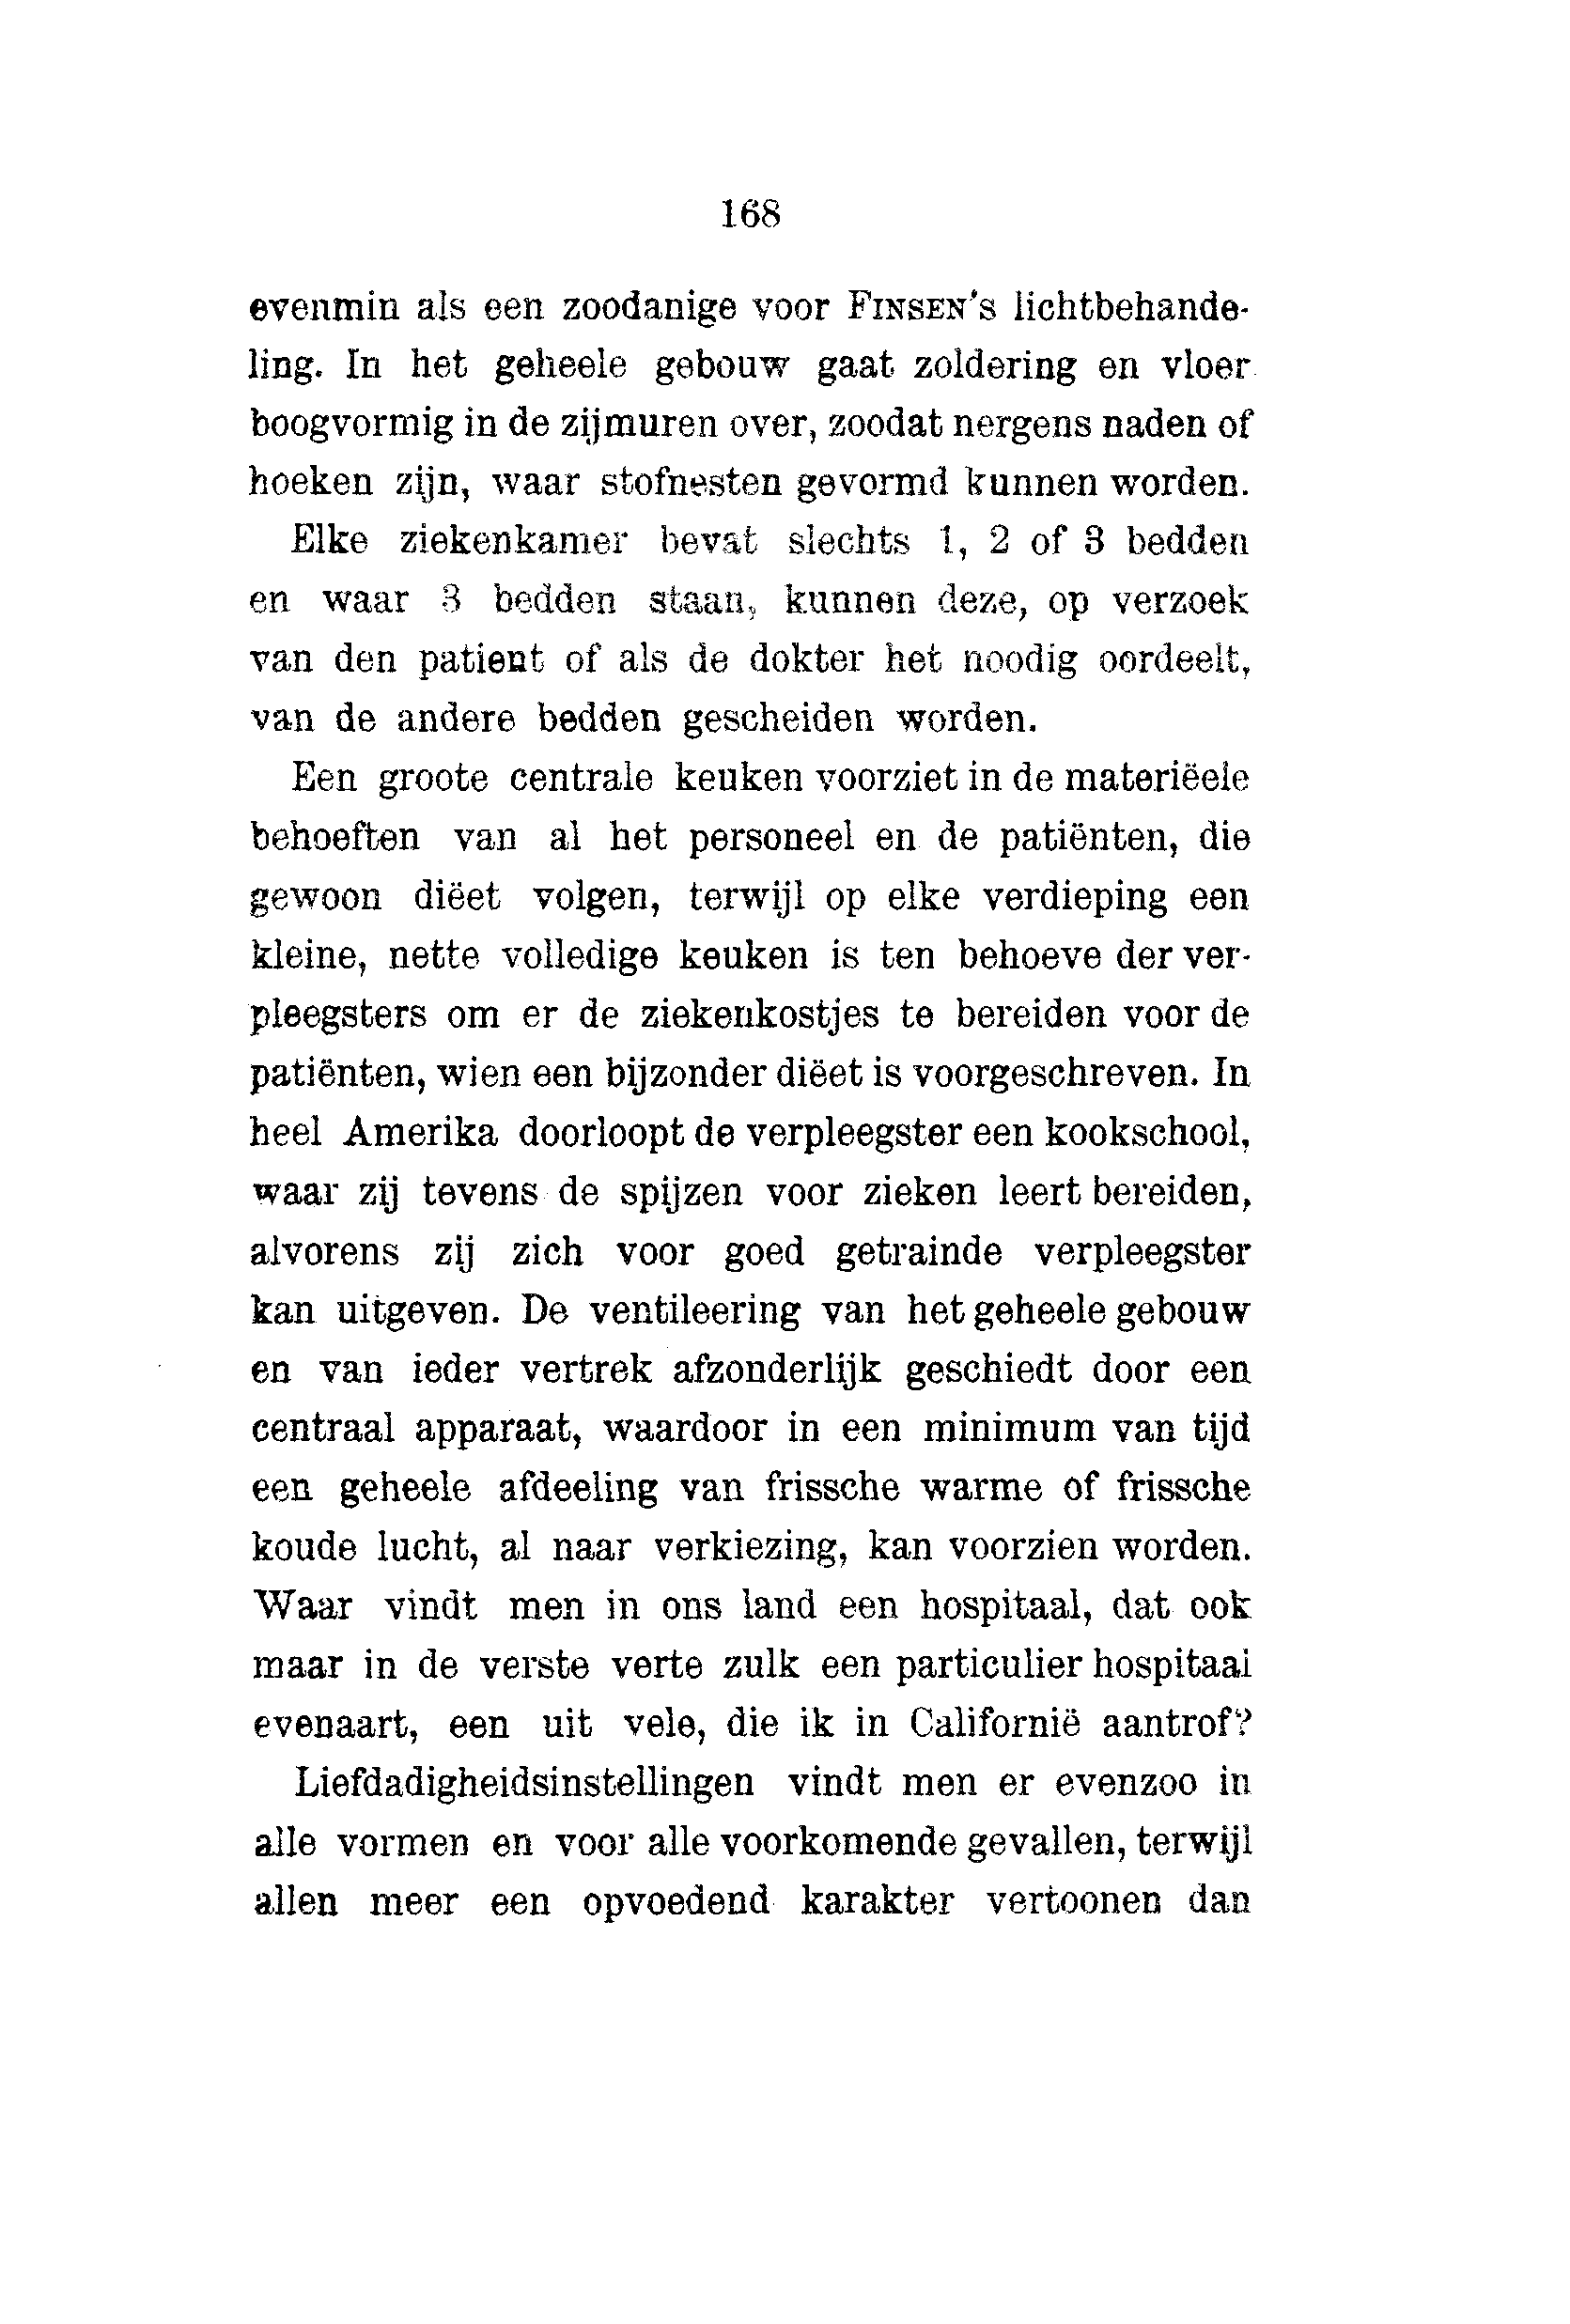 168
evenmin als een zoodanige voor Finsen's lichtbehande-
ling. In het geheele gebouw gaat zoldering en vloer
boogvormig in de zijmuren over, zoodat nergens naden of
hoeken zijn, waar stofnesten gevormd kunnen worden.
Elke ziekenkamer bevat slechts 1, 2 of 3 bedden
en waar 3 bedden staan, kunnen deze, op verzoek
van den patient of als de dokter het noodig oordeelt,
van de andere bedden gescheiden worden.
Een groote centrale keuken voorziet in de materiëele
behoeften van al het personeel en de patiënten, die
gewoon diëet volgen, terwijl op elke verdieping een
kleine, nette volledige keuken is ten behoeve der ver-
pleegsters om er de ziekenkostjes te bereiden voor de
patiënten, wien een bijzonder diëet is voorgeschreven. In
heel Amerika doorloopt de verpleegster een kookschool,
waar zij tevens de spijzen voor zieken leert bereiden,
alvorens zij zich voor goed getrainde verpleegster
kan uitgeven. De ventileering van het geheele gebouw
en van ieder vertrek afzonderlijk geschiedt door een
centraal apparaat, waardoor in een minimum van tijd
een geheele afdeeling van frissche warme of frissche
koude lucht, al naar verkiezing, kan voorzien worden.
Waar vindt men in ons land een hospitaal, dat ook
maar in de verste verte zulk een particulier hospitaal
evenaart, een uit vele, die ik in Californië aantrof?
Liefdadigheidsinstellingen vindt men er evenzoo in
alle vormen en voor alle voorkomende gevallen, terwijl
allen meer een opvoedend karakter vertoonen dan